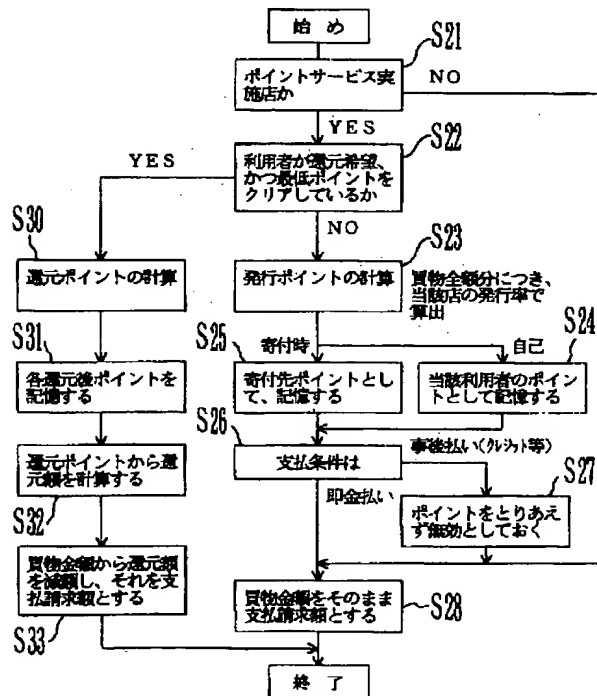 始め
S21
ポイントサービス実
施店か
NO
YES
S22
利用者が還元希望、
かつ最低ポイントを
クリアしているか
YES
NO
S30
還元ポイントの計算
S23
発行ポイントの計算
買物金額分につき、
当該店の発行率で
算出
S31
各還元後ポイントを
記憶する
S25
寄付時
寄付先ポイントとし
て、記憶する
自己
S24
当該利用者のポイン
トとして記憶する
S26
支払条件は
事後払い(クレジット等)
即金払い
還元ポイントから還
元額を計算する
S32
S27
ポイントをとりあえ
ず無効としておく
買物金額から還元額
を減額し、それを支
払請求額とする
S33
買物金額をそのまま
支払請求額とする
S28
終了